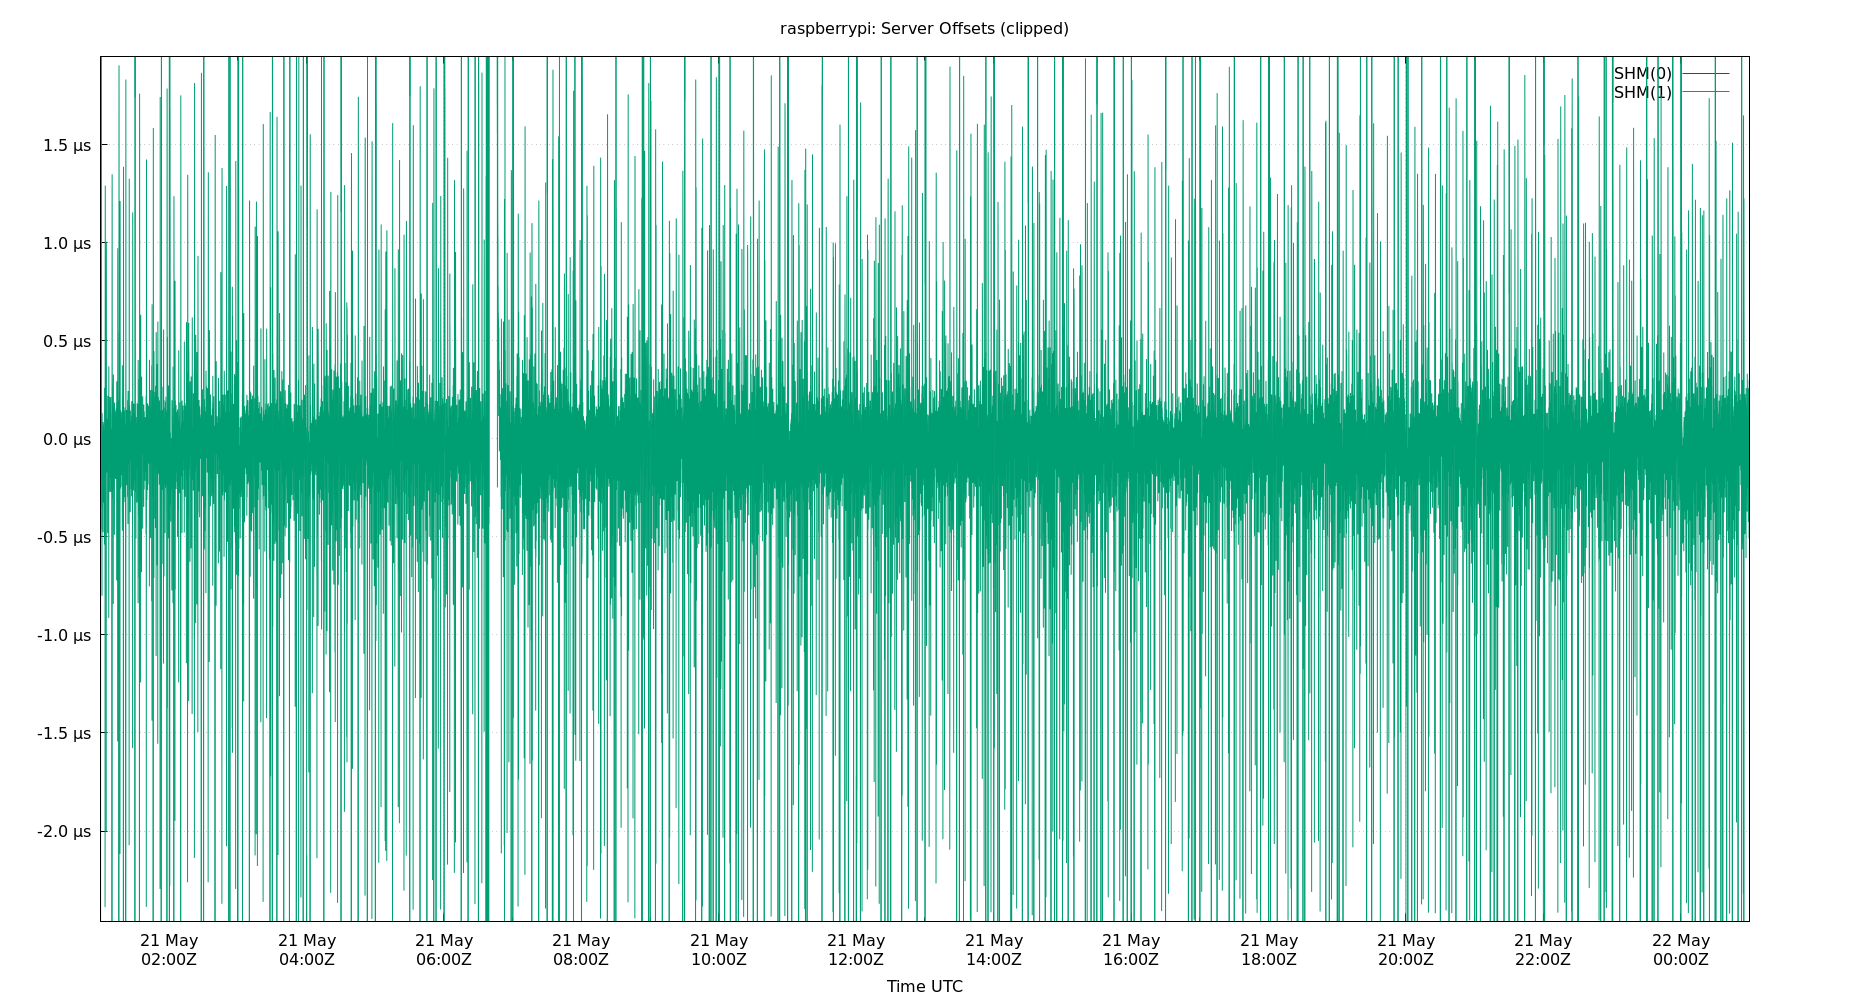 raspberrypi: Server Offsets (clipped)
SHM(0)
SHM(1)
1.5 µs
1.0 µs
0.5 µs
0.0 µs
-0.5 µs
-1.0 µs
-1.5 µs
-2.0 µs
21 May 21 May 21 May 21 May 21 May 21 May 21 May 21 May 21 May 21 May 21 May 22 May
02:00Z 04:00Z 06:00Z 08:00Z 10:00Z 12:00Z 14:00Z 16:00Z 18:00Z 20:00Z 22:00Z 00:00Z
Time UTC